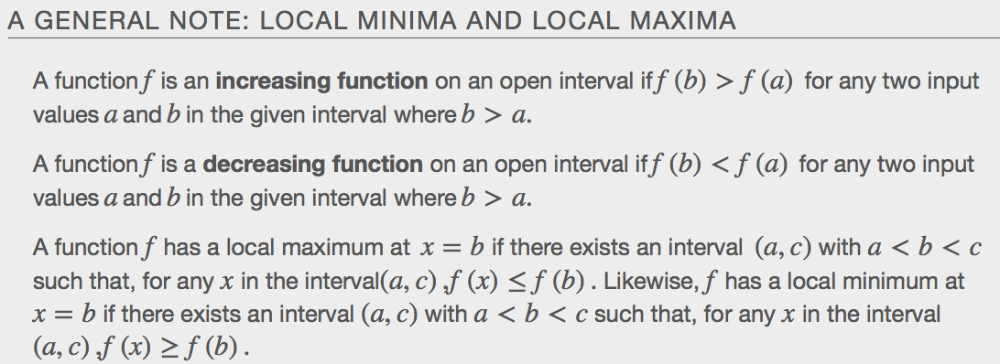 A GENERAL NOTE: LOCAL MINIMA AND LOCAL MAXIMA
A function f is an increasing function on an open interval if f (b) > f (a) for any two input
values a and b in the given interval where b > a.
A function f is a decreasing function on an open interval if f (b) < f (a) for any two input
values a and b in the given interval where b > a.
A function f has a local maximum at x = b if there exists an interval (a, c) with a < b < c
such that, for any x in the interval(a, c) ,f (x) ≤ f (b) . Likewise, f has a local minimum at
x = b if there exists an interval (a, c) with a < b < c such that, for any x in the interval
(a, c) ,f (x) ≥ f (b) .